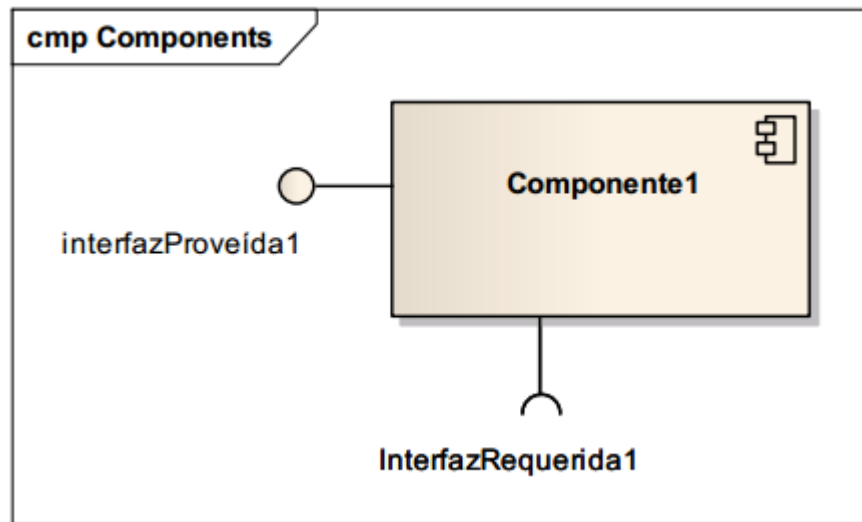 cmp Components
Componente1
interfazProveída1
InterfazRequerida1